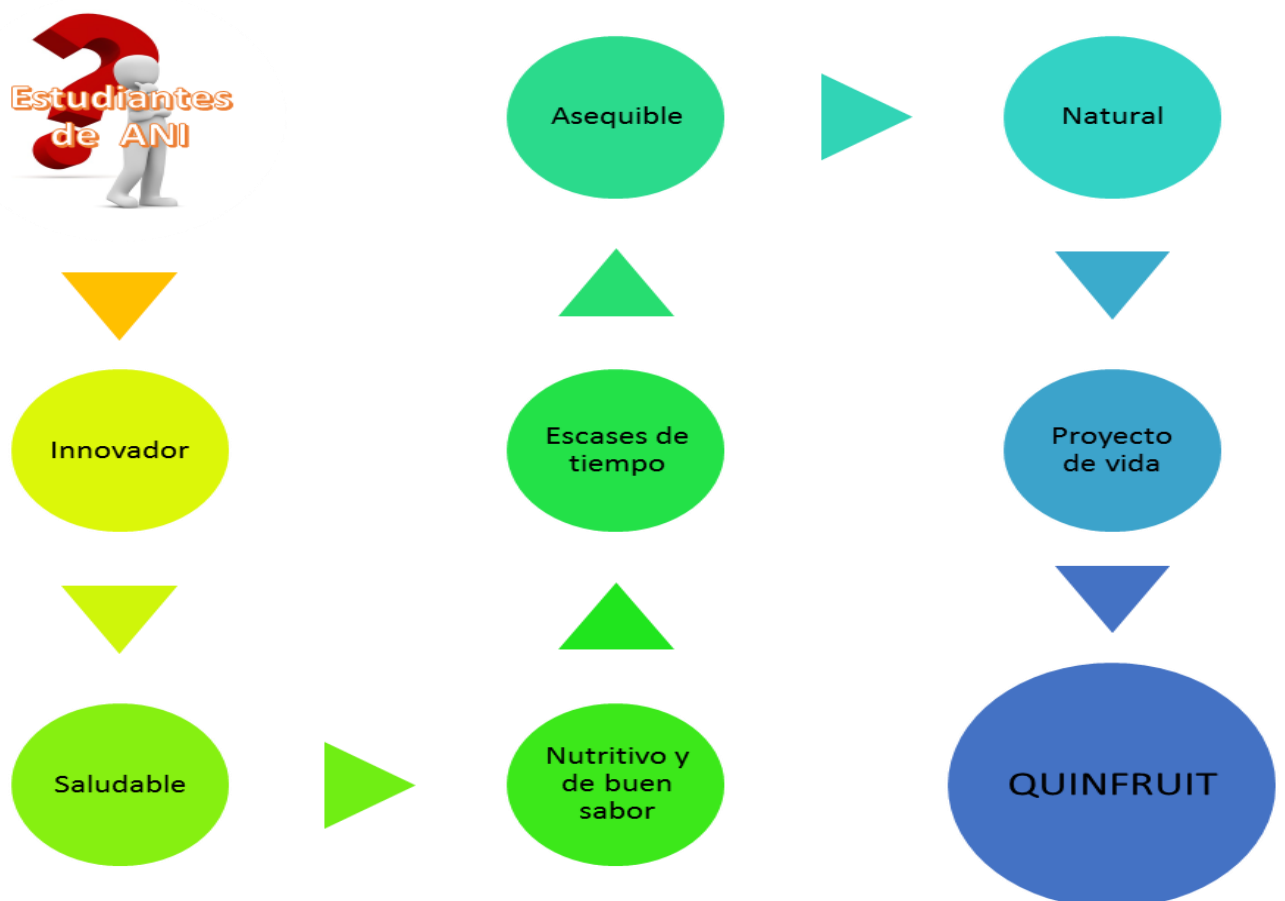 Estudiantes
de ANI
Innovador
Saludable
Nutritivo y
de buen
sabor
Escases de
tiempo
Asequible
Natural
Proyecto
de vida
QUINFRUIT